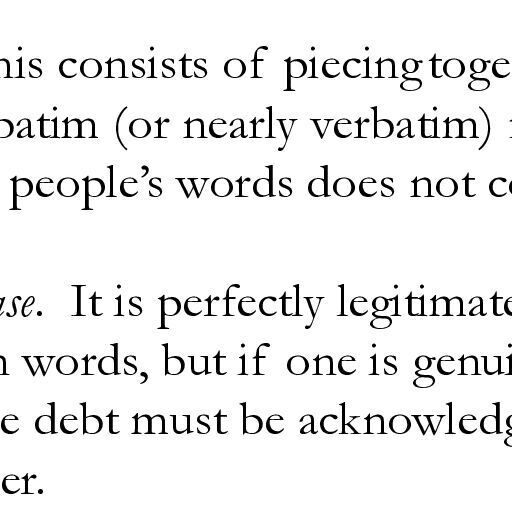 his consists of piecing toge
batim (or nearly verbatim)
people's words does not c
ase. It is perfectly legitimate
n words, but if one is genui
e debt must be acknowledg
er.